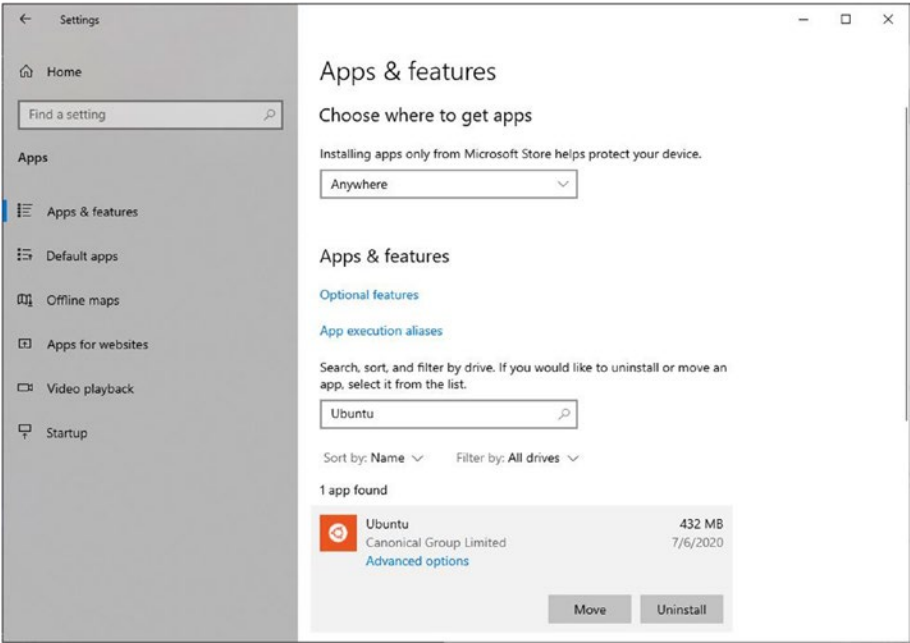 Settings
Home
Find a setting
Apps
Apps & features
Default apps
Offline maps
Apps for websites
Video playback
Startup
Apps & features
Choose where to get apps
Installing apps only from Microsoft Store helps protect your device.
Anywhere
Apps & features
Optional features
App execution aliases
Search, sort, and filter by drive. If you would like to uninstall or move an
app, select it from the list.
Ubuntu
Sort by: Name Filter by: All drives
1 app found
Ubuntu 432 MB
Canonical Group Limited 7/6/2020
Advanced options
Move Uninstall